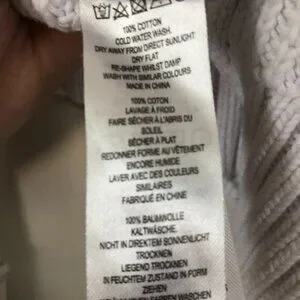 100% COTTON
COLD WATER WASH.
DRY AWAY FROM DIRECT SUNLIGHT
DRY FLAT
RE-SHAPE WHILST DAMP
WASH WITH SIMILAR COLOURS
MADE IN CHINA
100% COTON
LAVAGE A FROID
FAIRE SÉCHER À L'ABRIS DU
SOLEIL
SÉCHER À PLAT
REDONNER FORME AU VÊTEMENT
ENCORE HUMIDE
LAVER AVEC DES COULEURS
SIMILAIRES
FABRIQUÉ EN CHINE
100% BAUMWOLLE
KALTWÄSCHE.
NICHT IN DIREKTEM SONNENLICHT
TROCKNEN
LIEGEND TROCKNEN
IN FEUCHTEM ZUSTAND IN FORM
ZIEHEN
FARBEN WASCHEN